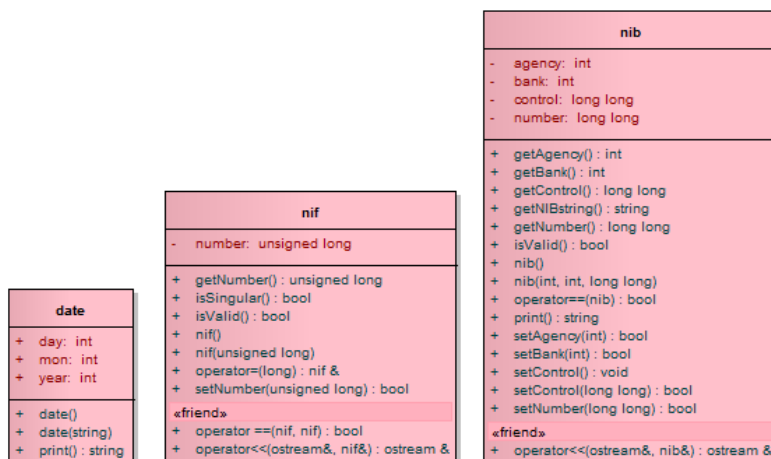 date
+ day: int
+ mon: int
+ year: int
+ date()
+ date(string)
+ print() : string
nif
- number: unsigned long
+ getNumber() : unsigned long
+ isSingular() : bool
+ isValid() : bool
+ nif()
+ nif(unsigned long)
+ operator=(long) : nif &
+ setNumber(unsigned long) : bool
«friend»
+ operator ==(nif, nif) : bool
+ operator<<(ostream&, nif&) : ostream &
nib
- agency: int
- bank: int
- control: long long
- number: long long
+ getAgency() : int
+ getBank() : int
+ getControl() : long long
+ getNIBstring() : string
+ getNumber() : long long
+ isValid() : bool
+ nib()
+ nib(int, int, long long)
+ operator==(nib) : bool
+ print() : string
+ setAgency(int) : bool
+ setBank(int) : bool
+ setControl() : void
+ setControl(long long) : bool
+ setNumber(long long) : bool
«friend»
+ operator<<(ostream&, nib&) : ostream &